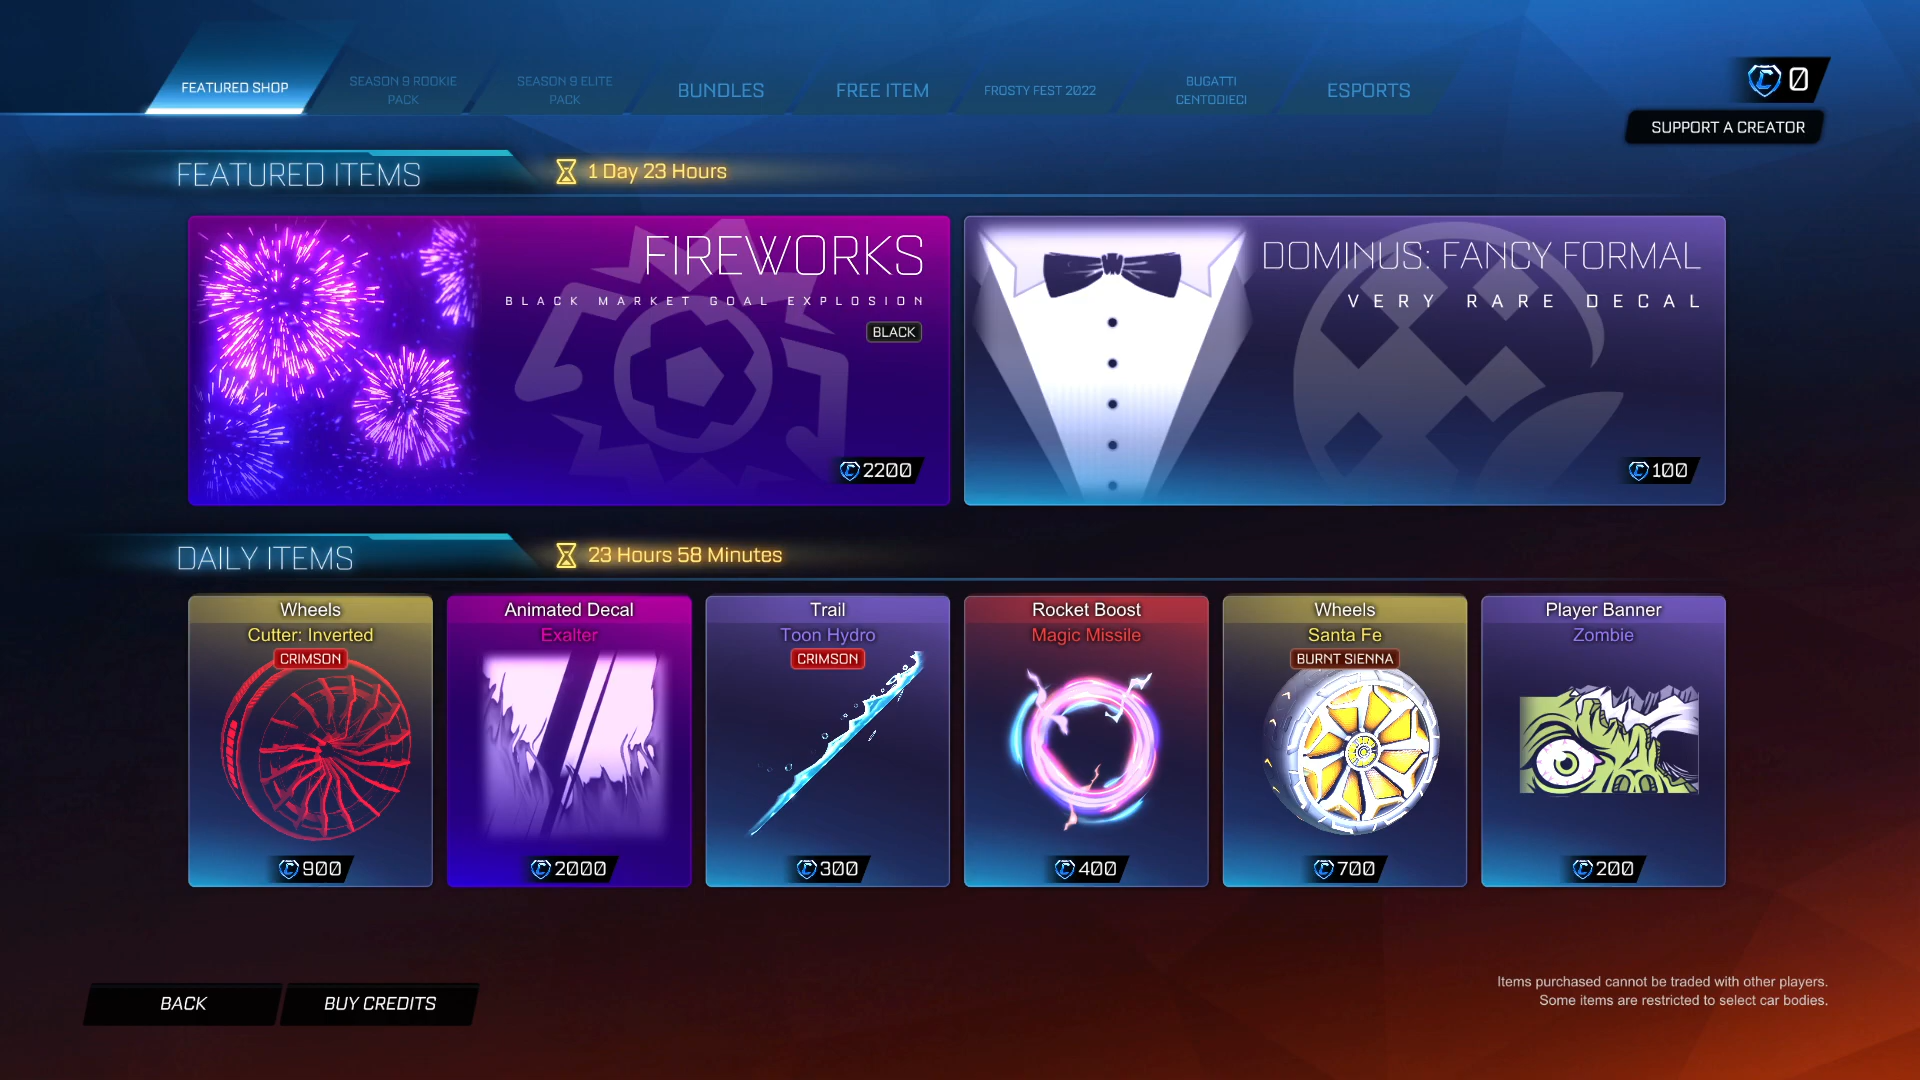 FEATURED SHOP
SEASON 9 ROOKIE
PACK
SEASON 9 ELITE
PACK
BUNDLES
FREE ITEM
FROSTY FEST 2022
BUGATTI
CENTODIECI
ESPORTS
0
SUPPORT A CREATOR
FEATURED ITEMS
1 Day 23 Hours
FIREWORKS
BLACK MARKET GOAL EXPLOSION
BLACK
2200
DOMINUS: FANCY FORMAL
VERY RARE DECAL
100
DAILY ITEMS
23 Hours 58 Minutes
Wheels
Cutter: Inverted
CRIMSON
900
Animated Decal
Exalter
2000
Trail
Toon Hydro
CRIMSON
300
Rocket Boost
Magic Missile
400
Wheels
Santa Fe
BURNT SIENNA
700
Player Banner
Zombie
200
BACK
BUY CREDITS
Items purchased cannot be traded with other players.
Some items are restricted to select car bodies.